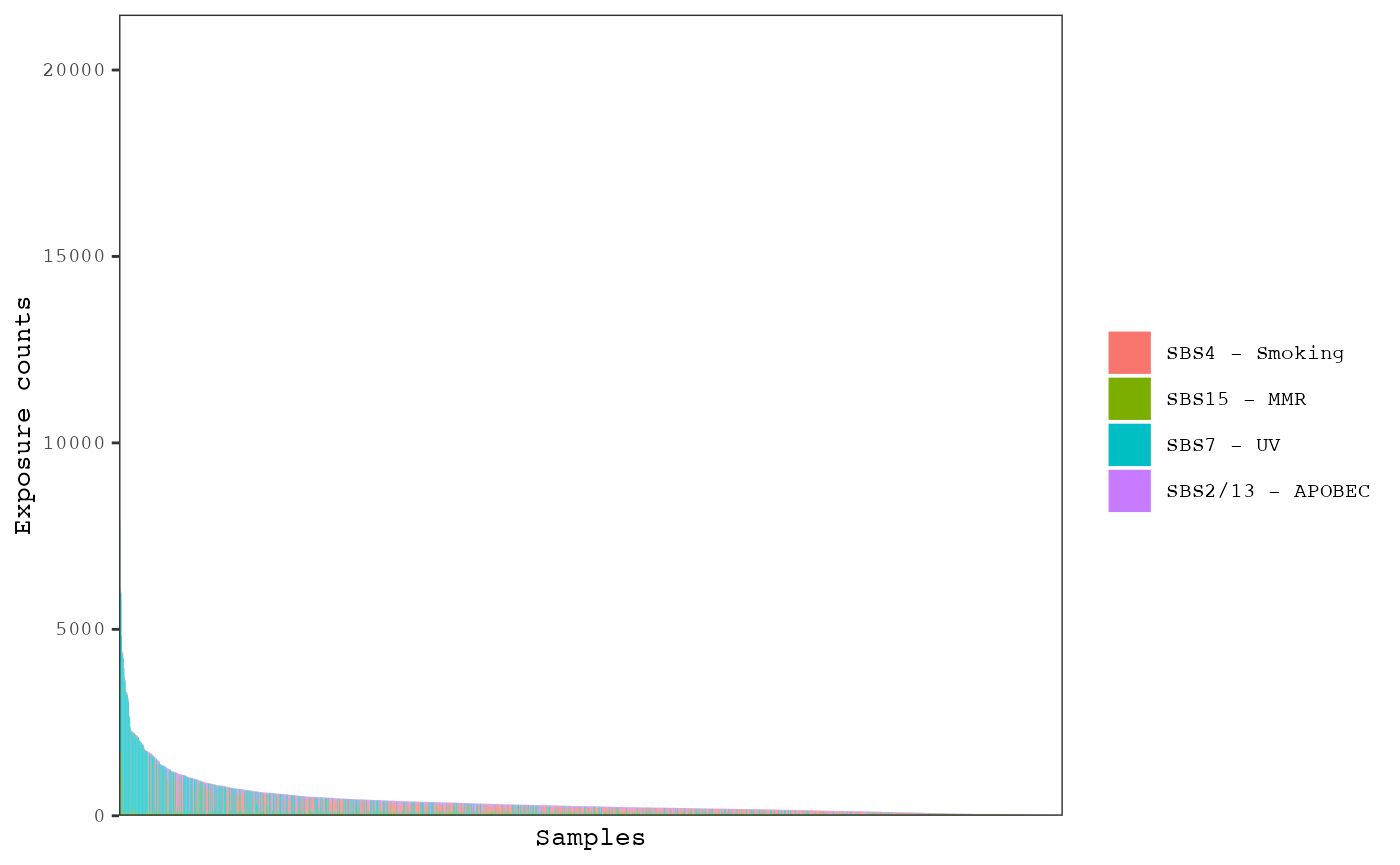 20000
15000
10000
5000
0
Exposure counts
Samples
SBS4 - Smoking
SBS15 - MMR
SBS7 - UV
SBS2/13 - APOBEC